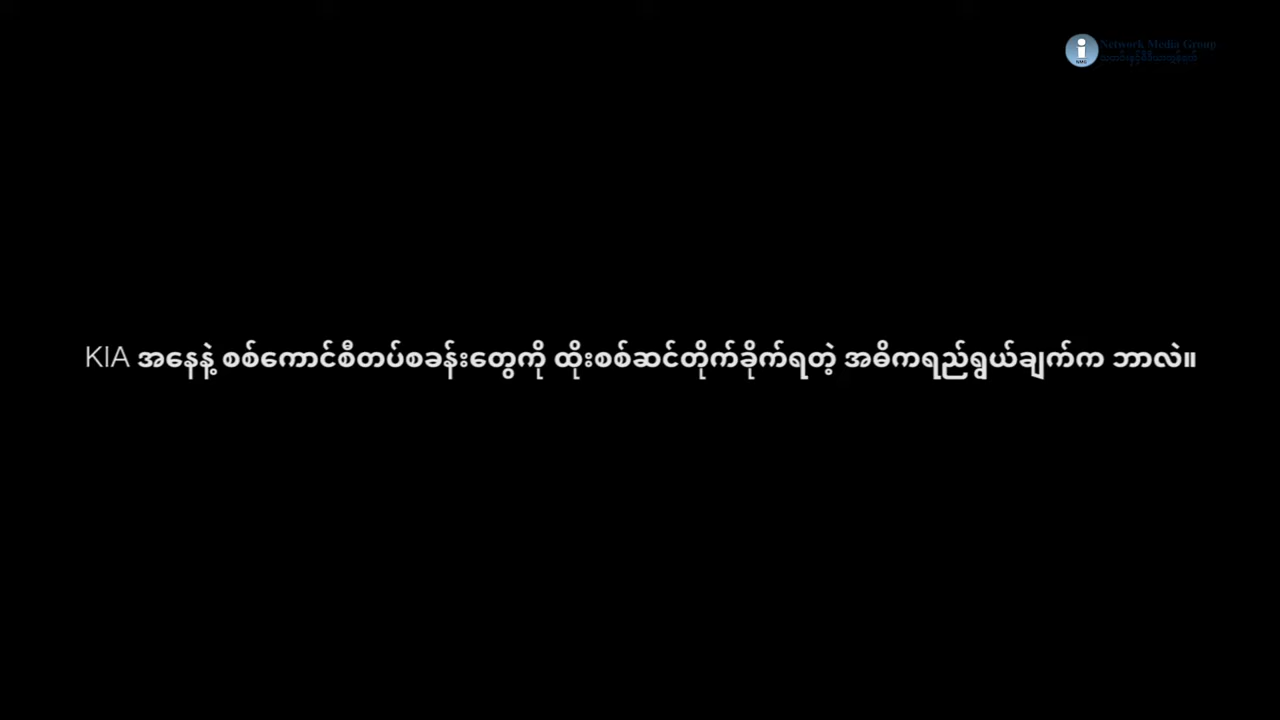 Network Media Group
KIA အနေနဲ့ စစ်ကောင်စီတပ်စခန်းတွေကို ထိုးစစ်ဆင်တိုက်ခိုက်ရတဲ့ အဓိကရည်ရွယ်ချက်က ဘာလဲ။